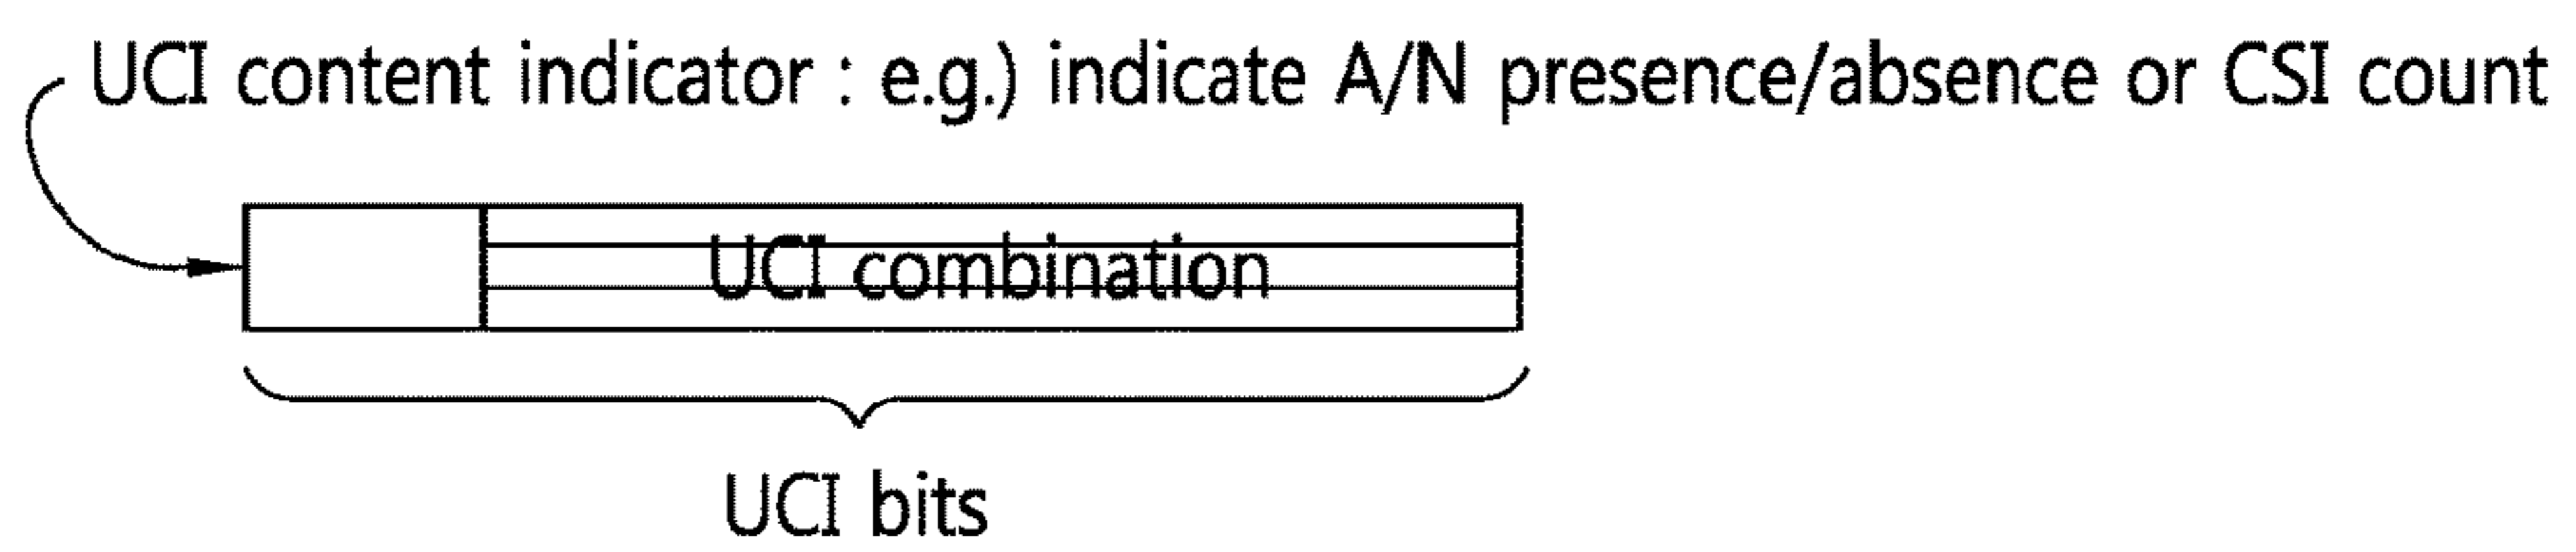 UCI content indicator : e.g.) indicate A/N presence/absence or CSI count
UCI combination
UCI bits